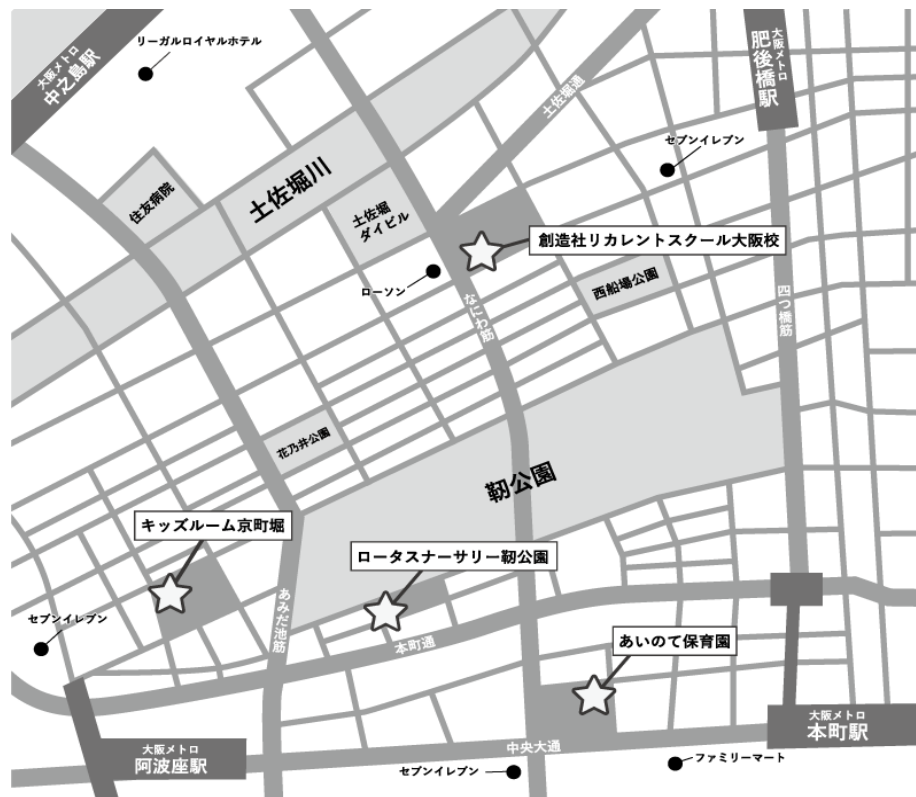 リーガルロイヤルホテル
大阪メトロ
中之島駅
大阪メトロ
肥後橋駅
土佐堀通
セブンイレブン
住友病院
土佐堀川
土佐堀
ダイビル
創造社リカレントスクール大阪校
ローソン
西船場公園
なにわ筋
四つ橋筋
花乃井公園
靭公園
キッズルーム京町堀
ロータスナーサリー靭公園
あみだ池筋
セブンイレブン
本町通
あいのて保育園
大阪メトロ
阿波座駅
中央大通
大阪メトロ
本町駅
セブンイレブン
ファミリーマート